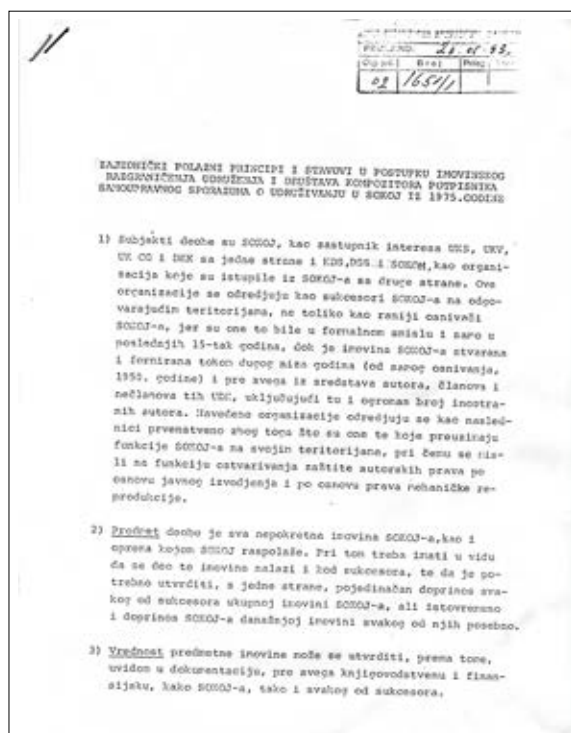 11
20.05.93.
Org. jed. Broj
02 1651/1
ZAJEDNIČKI POLAZNI PRINCIPI I STAVOVI U POSTUPKU IMOVINSKOG
RAZGRANIČENJA UDRUŽENJA I DRUŠTAVA KOMPOZITORA POTPISNIKA
SAMOUPRAVNOG SPORAZUMA O UDRUŽIVANJU U SOKOJ IZ 1975.GODINE
1) Subjekti deobe su SOKOJ, kao zastupnik interesa UKS, UKV,
UK CG i DKK sa jedne strane i KDS, DSS i SOKOM, kao organi-
zacija koje su istupile iz SOKOJ-a sa druge strane. Ove
organizacije se odredjuju kao sukcesori SOKOJ-a na odgo-
varajućim teritorijama, ne toliko kao raniji osnivači
SOKOJ-a, jer su one to bile u formalnom smislu i samo u
poslednjih 15-tak godina, dok je imovina SOKOJ-a stvarana
i formirana tokom dugog niza godina (od samog osnivanja,
1950. godine) i pre svega iz sredstava autora, članova i
nečlanova tih UDK, uključujući tu i ogroman broj inostra-
nih autora. Navedene organizacije odredjuju se kao nasled-
nici prvenstveno zbog toga što su one te koje preuzimaju
funkcije SOKOJ-a na svojim teritorijama, pri čemu se mis-
li na funkciju ostvarivanja zaštite autorskih prava po
osnovu javnog izvodjenja i po osnovu prava mehaničke re-
produkcije.
2) Predmet deobe je sva nepokretna imovina SOKOJ-a,kao i
oprema kojom SOKOJ raspolaže. Pri tom treba imati u vidu
da se deo te imovine nalazi i kod sukcesora, te da je po-
trebno utvrditi, s jedne strane, pojedinačan doprinos sva-
kog od sukcesora ukupnoj imovini SOKOJ-a, ali istovremeno
i doprinos SOKOJ-a današnjoj imovini svakog od njih posebno.
3) Vrednost predmetne imovine može se utvrditi, prema tome,
uvidom u dokumentaciju, pre svega knjigovodstvenu i finan-
sijsku, kako SOKOJ-a, tako i svakog od sukcesora.